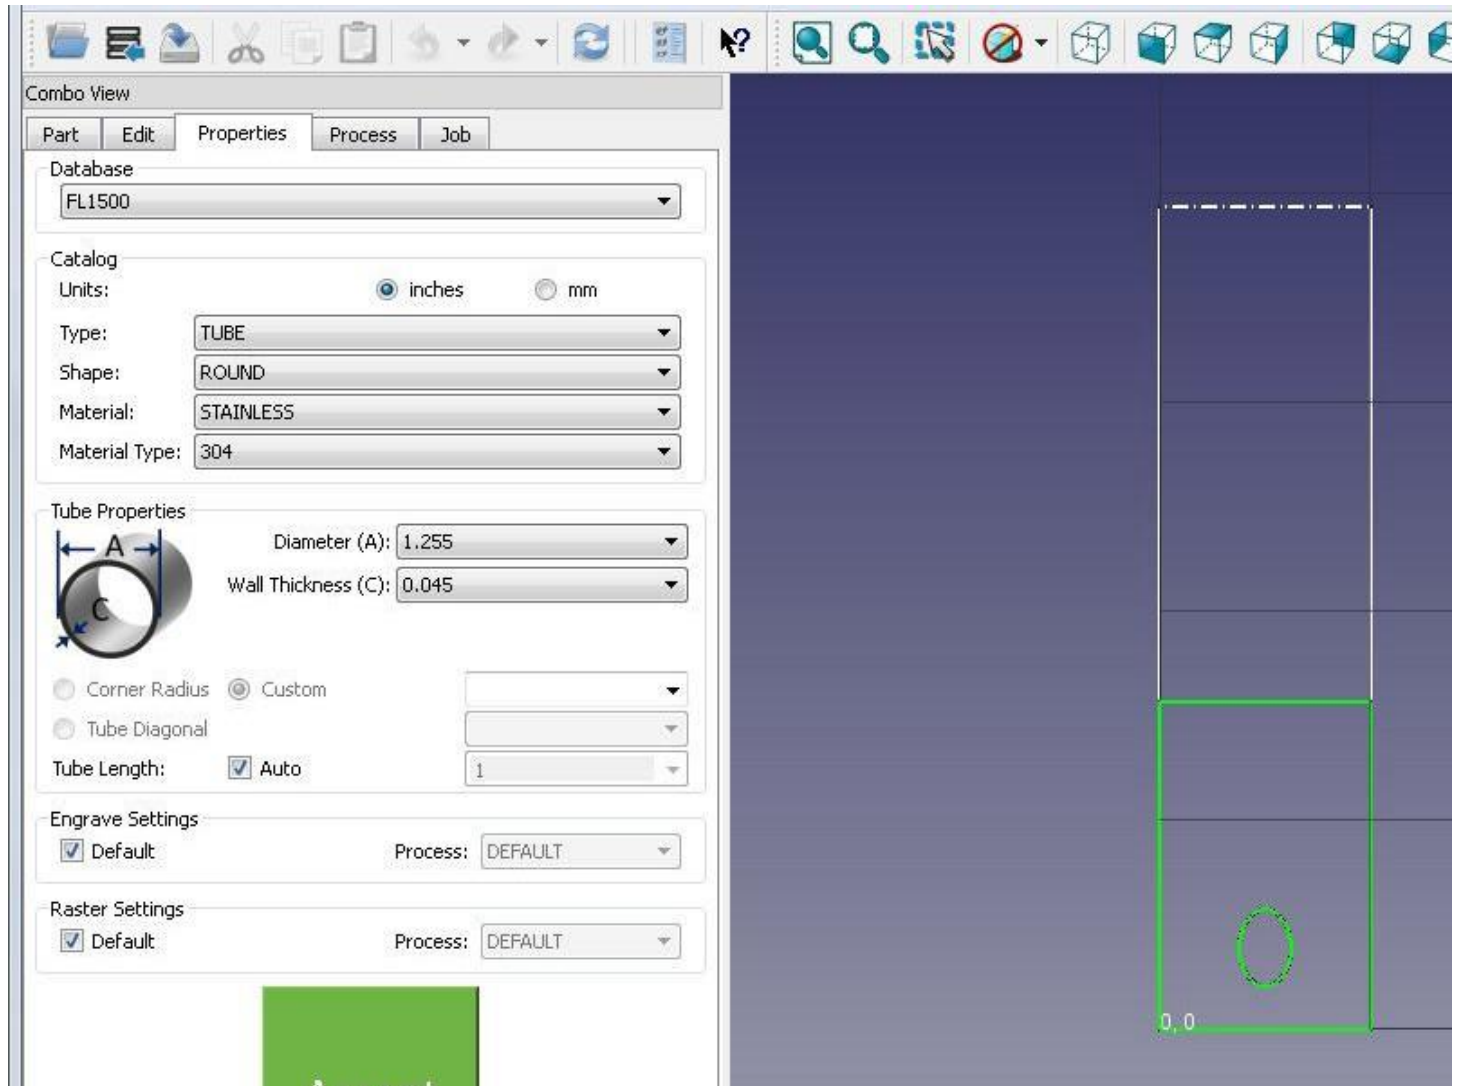 Combo View
Part Edit Properties Process Job
Database
FL1500
Catalog
Units: inches mm
Type: TUBE
Shape: ROUND
Material: STAINLESS
Material Type: 304
Tube Properties
A Diameter (A): 1.255
Wall Thickness (C): 0.045
C
Corner Radius Custom
Tube Diagonal
Tube Length: Auto 1
Engrave Settings
Default Process: DEFAULT
Raster Settings
Default Process: DEFAULT
0, 0